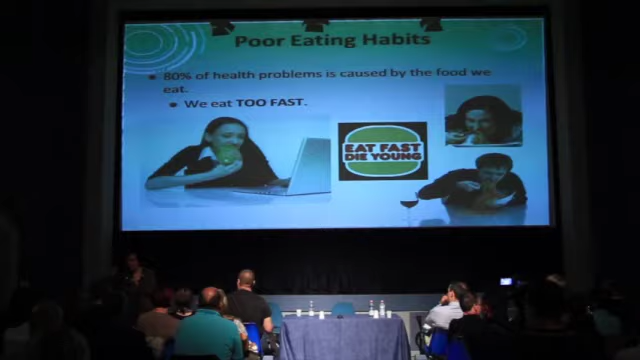 Poor Eating Habits
80% of health problems is caused by the food we
eat.
We eat TOO FAST.
EAT FAST
DIE YOUNG